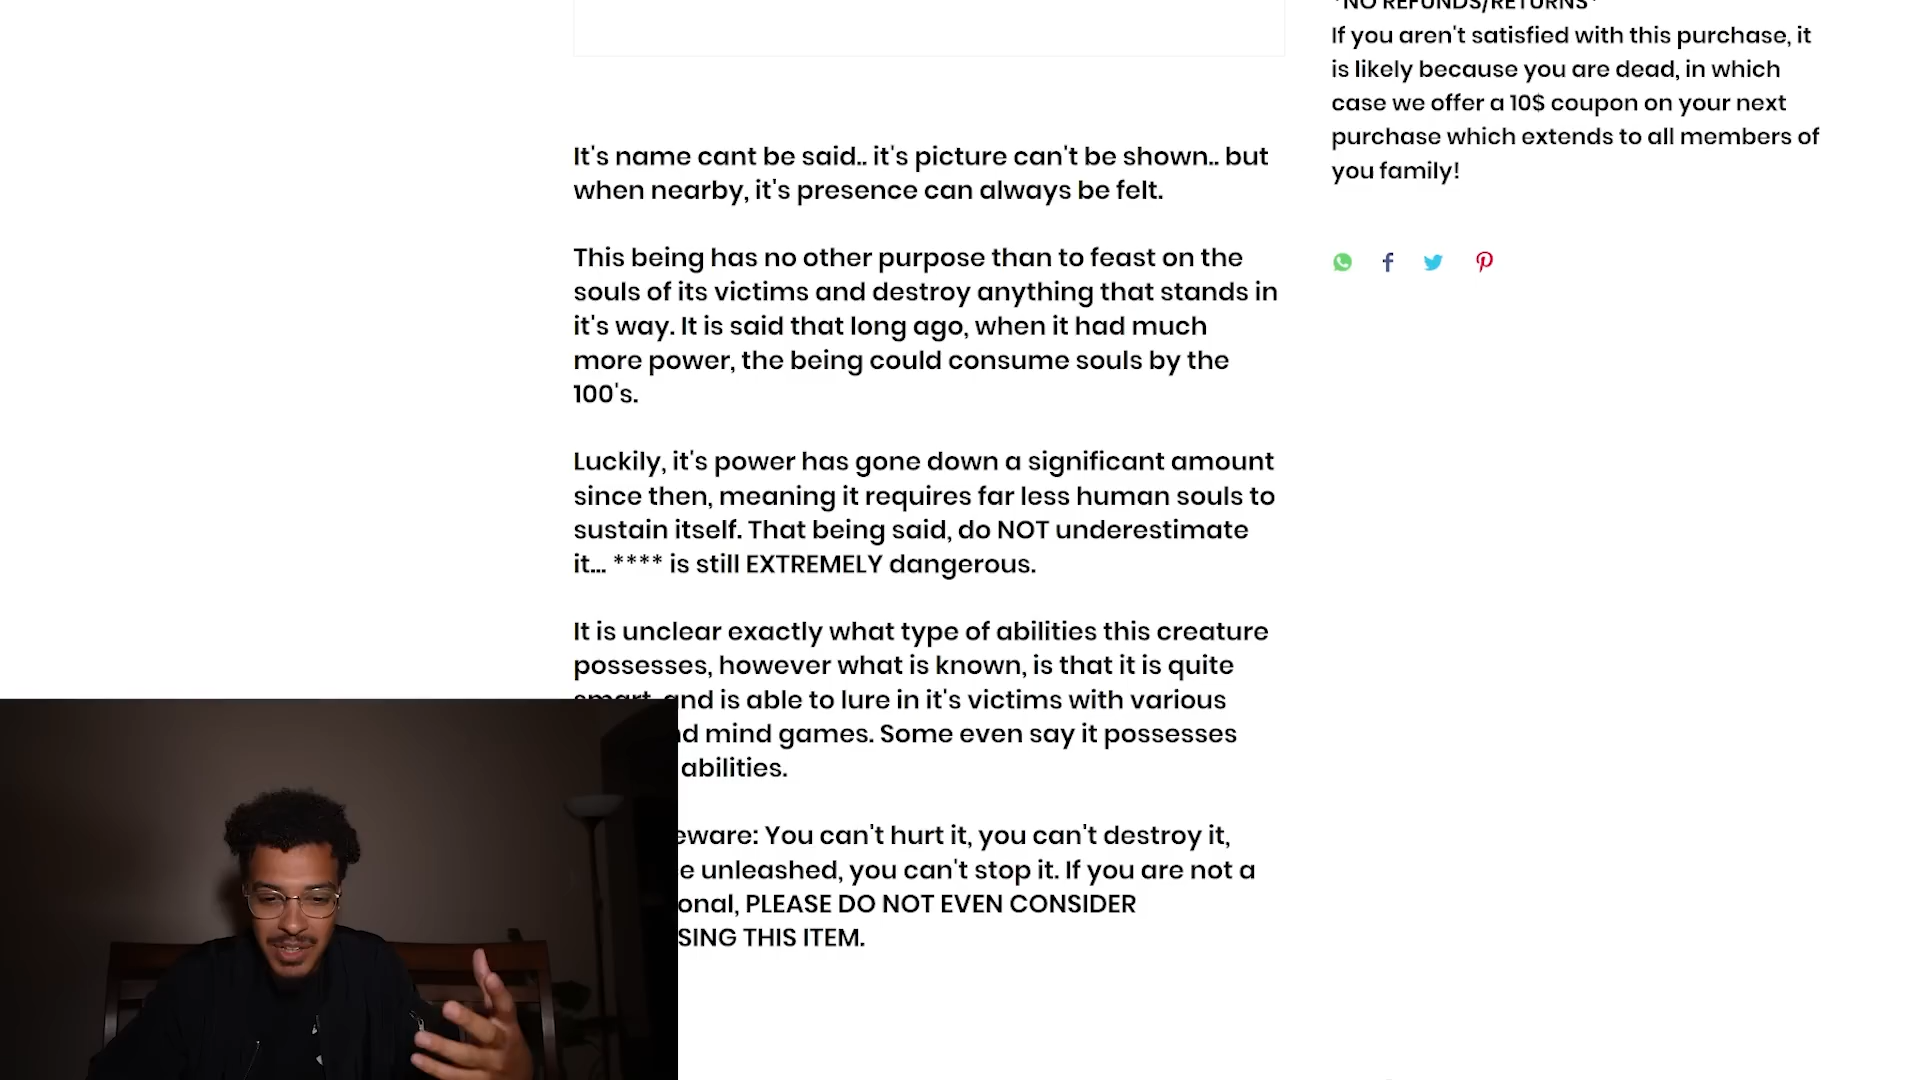 It's name cant be said.. it's picture can't be shown.. but
when nearby, it's presence can always be felt.
This being has no other purpose than to feast on the
souls of its victims and destroy anything that stands in
it's way. It is said that long ago, when it had much
more power, the being could consume souls by the
100's.
Luckily, it's power has gone down a significant amount
since then, meaning it requires far less human souls to
sustain itself. That being said, do NOT underestimate
it... **** is still EXTREMELY dangerous.
It is unclear exactly what type of abilities this creature
possesses, however what is known, is that it is quite
smart, and is able to lure in it's victims with various
mind games. Some even say it possesses
abilities.
You can't hurt it, you can't destroy it,
unleashed, you can't stop it. If you are not a
PLEASE DO NOT EVEN CONSIDER
THIS ITEM.
*NO REFUNDS/RETURNS*
If you aren't satisfied with this purchase, it
is likely because you are dead, in which
case we offer a 10$ coupon on your next
purchase which extends to all members of
you family!